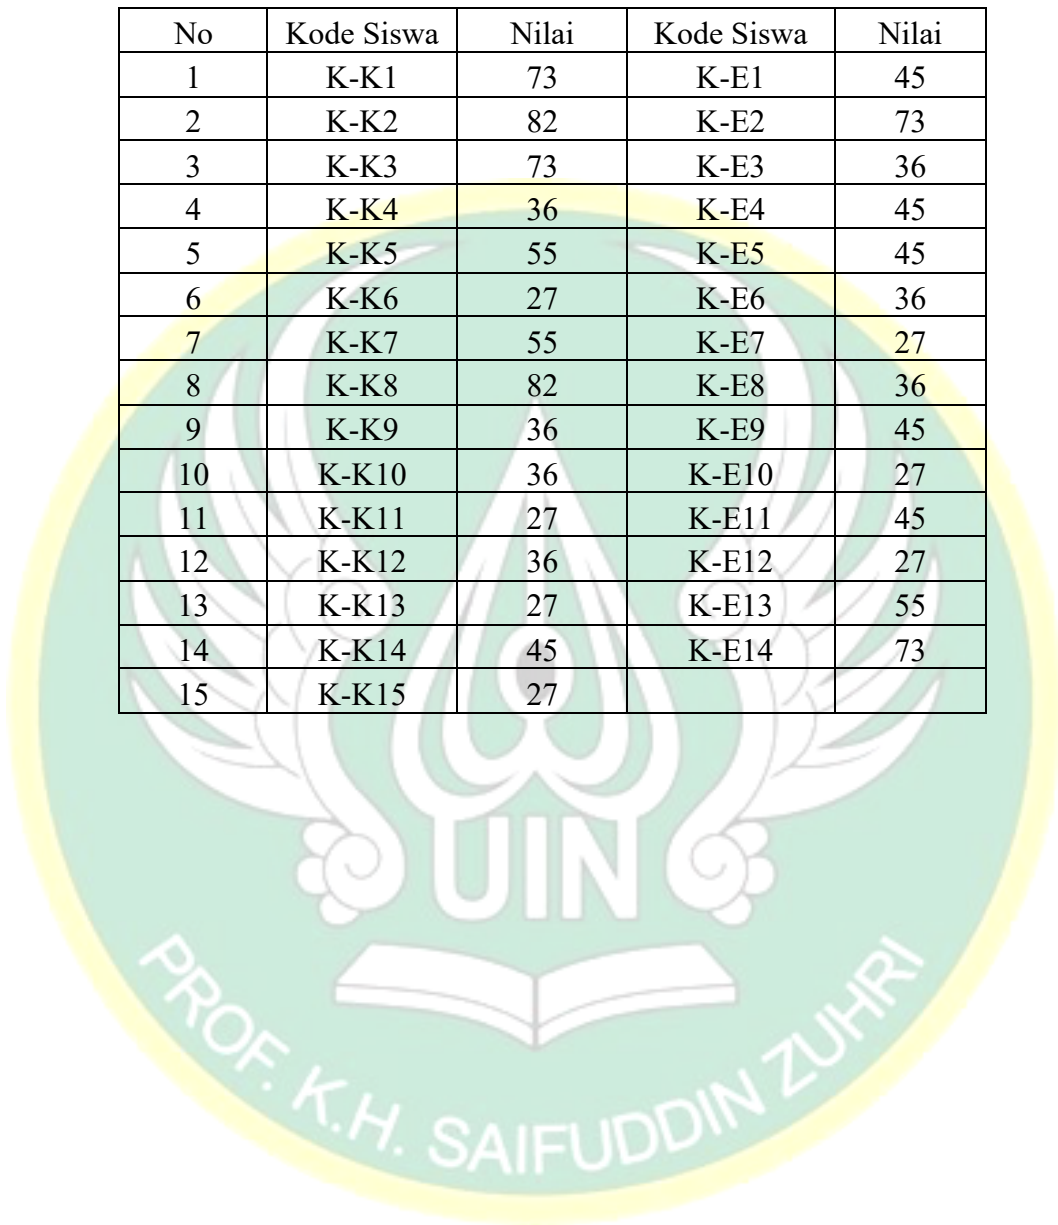 No Kode Siswa Nilai Kode Siswa Nilai
1 K-K1 73 K-E1 45
2 K-K2 82 K-E2 73
3 K-K3 73 K-E3 36
4 K-K4 36 K-E4 45
5 K-K5 55 K-E5 45
6 K-K6 27 K-E6 36
7 K-K7 55 K-E7 27
8 K-K8 82 K-E8 36
9 K-K9 36 K-E9 45
10 K-K10 36 K-E10 27
11 K-K11 27 K-E11 45
12 K-K12 36 K-E12 27
13 K-K13 27 K-E13 55
14 K-K14 45 K-E14 73
15 K-K15 27
UIN
PROF. K.H. SAIFUDDIN ZUHRI